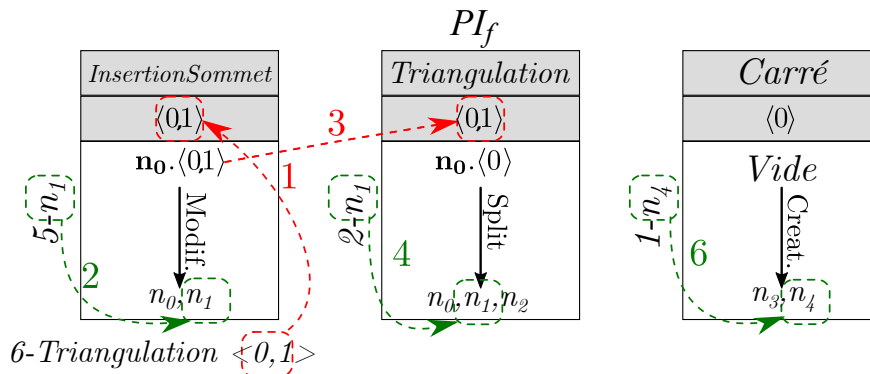 PI_f
InsertionSommet
⟨0,1⟩
n₀.⟨0,1⟩
Modif.
n₀,n₁
5-n₁
2
1
6-Triangulation <0,1>
3
Triangulation
⟨0,1⟩
n₀.⟨0⟩
Split
n₀,n₁,n₂
2-n₁
4
Carré
⟨0⟩
Vide
Creat.
n₃,n₄
1-n₄
6